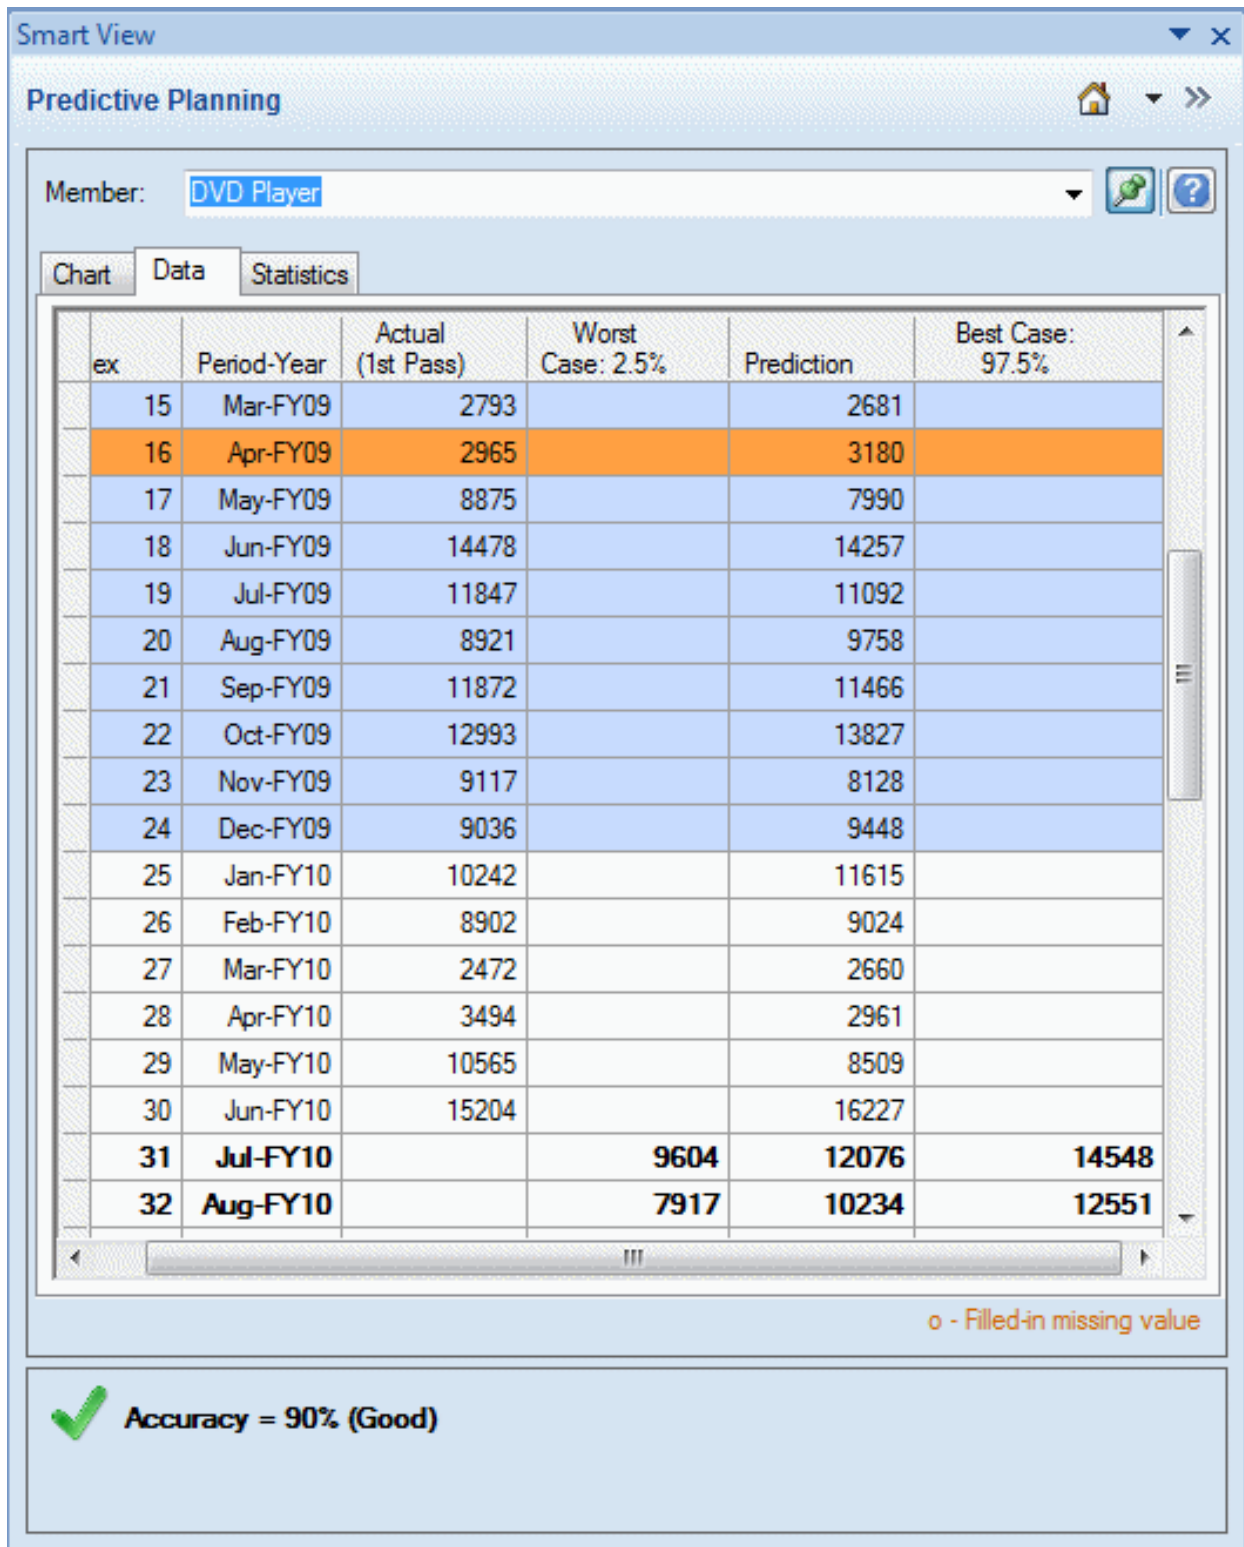 Smart View
Predictive Planning
Member: DVD Player
Chart Data Statistics
Actual Worst Best Case:
ex Period-Year (1st Pass) Case: 2.5% Prediction 97.5%
15 Mar-FY09 2793 2681
16 Apr-FY09 2965 3180
17 May-FY09 8875 7990
18 Jun-FY09 14478 14257
19 Jul-FY09 11847 11092
20 Aug-FY09 8921 9758
21 Sep-FY09 11872 11466
22 Oct-FY09 12993 13827
23 Nov-FY09 9117 8128
24 Dec-FY09 9036 9448
25 Jan-FY10 10242 11615
26 Feb-FY10 8902 9024
27 Mar-FY10 2472 2660
28 Apr-FY10 3494 2961
29 May-FY10 10565 8509
30 Jun-FY10 15204 16227
31 Jul-FY10 9604 12076 14548
32 Aug-FY10 7917 10234 12551
o - Filled-in missing value
Accuracy = 90% (Good)